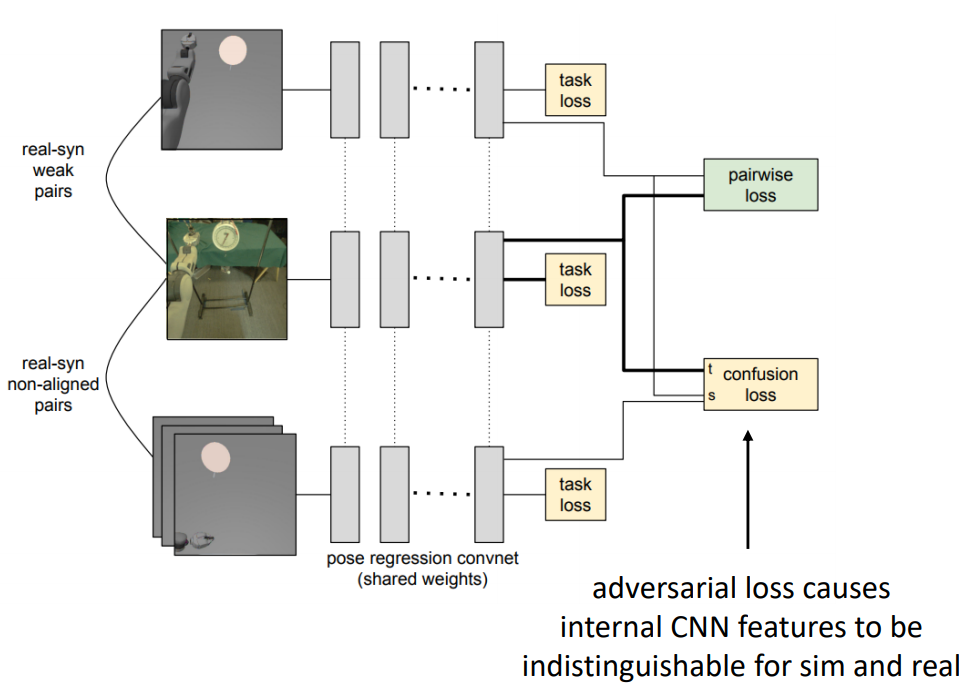 task
loss
real-syn
weak
pairs
pairwise
loss
task
loss
real-syn
non-aligned
pairs
t
confusion
s
loss
task
loss
pose regression convnet
(shared weights)
adversarial loss causes
internal CNN features to be
indistinguishable for sim and real